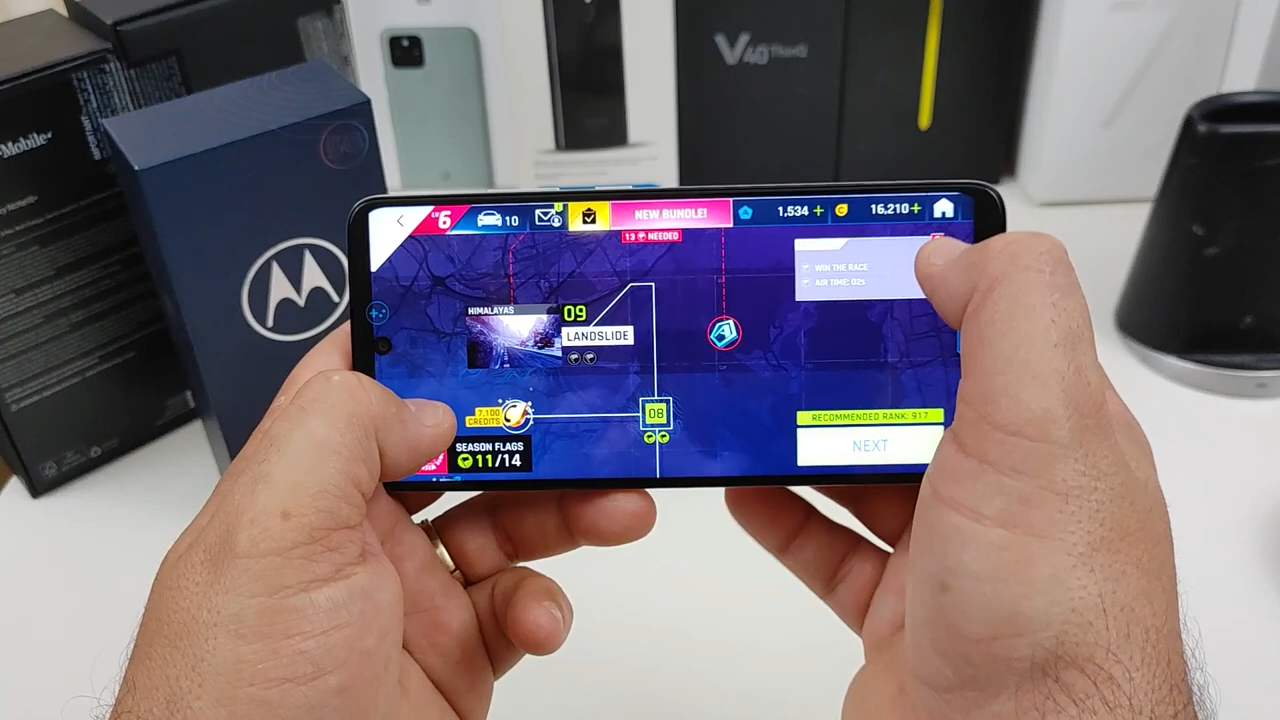 Mobile
V40 ThinQ
LV 6
10
NEW BUNDLE!
1,534 +
16,210 +
13 NEEDED
WIN THE RACE
AIR TIME: 02s
HIMALAYAS
09
LANDSLIDE
7,100
CREDITS
08
SEASON FLAGS
11/14
RECOMMENDED RANK: 917
NEXT